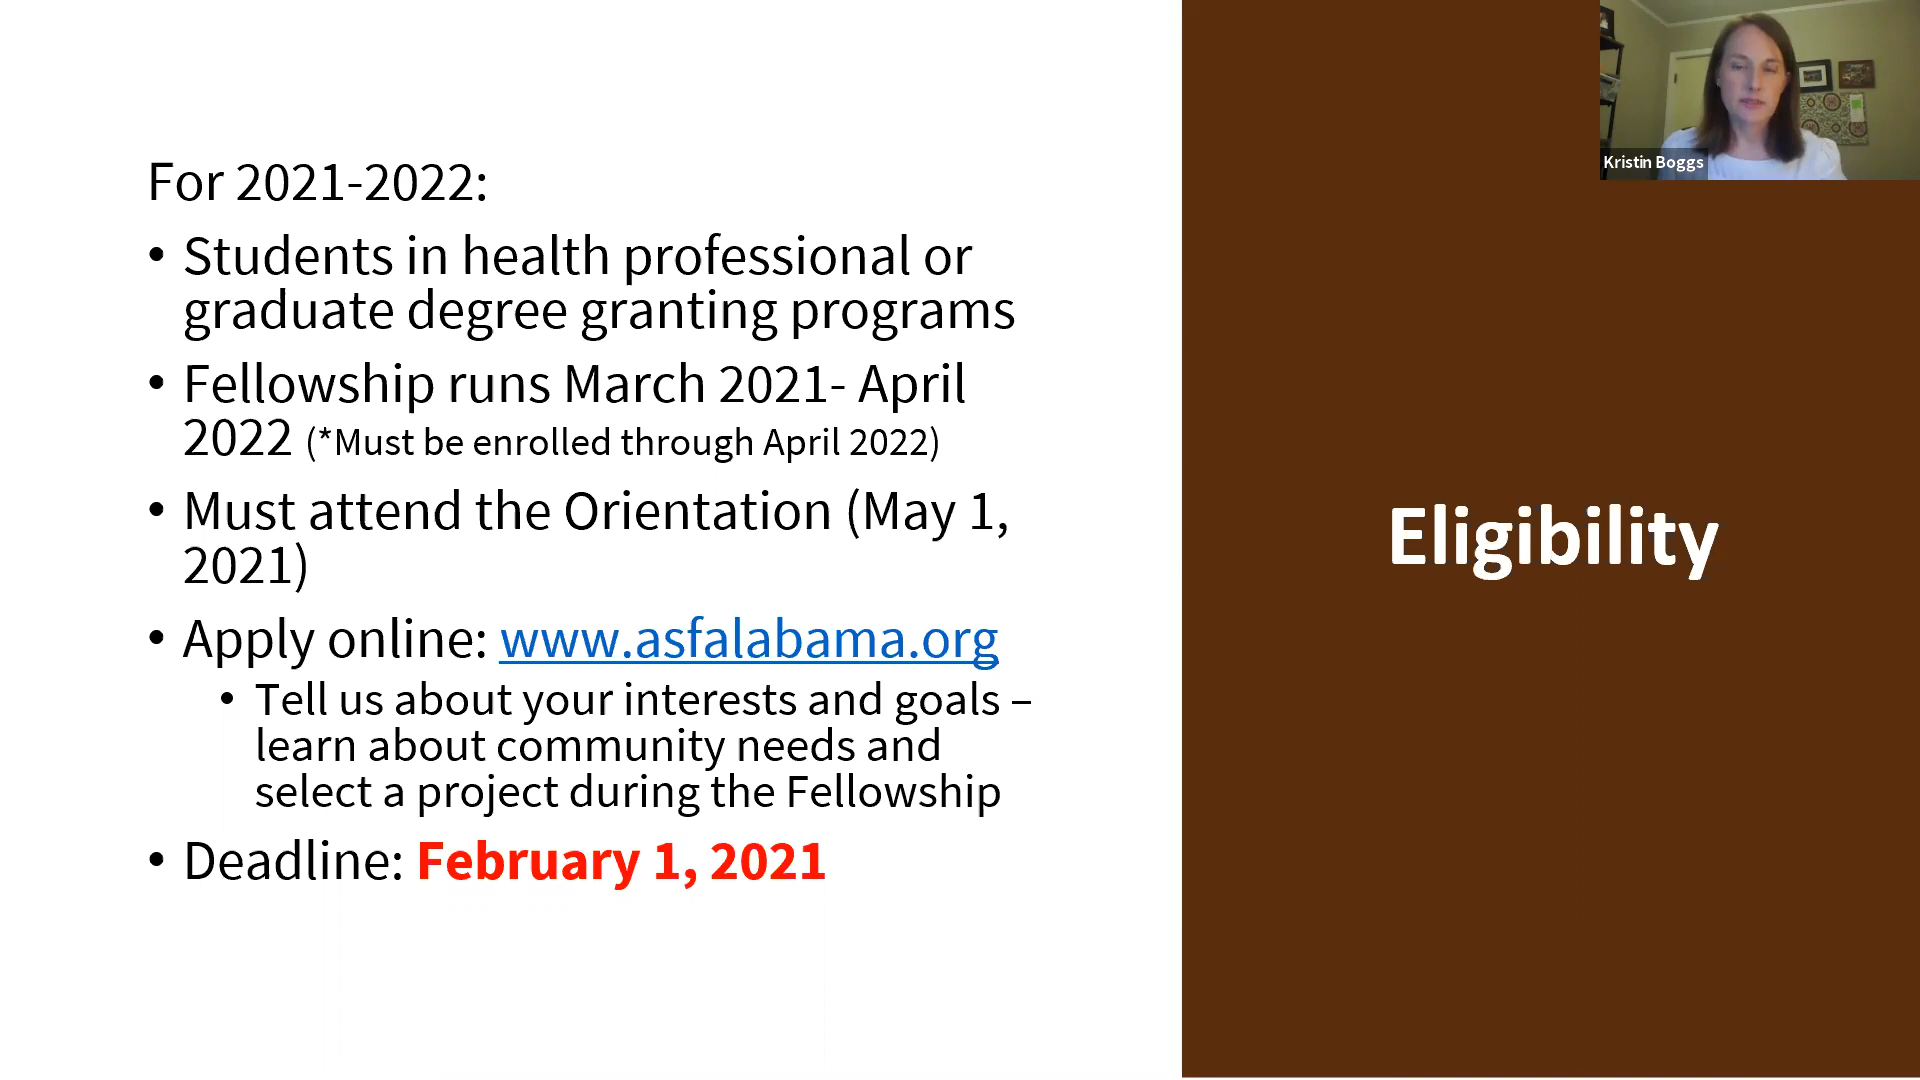 For 2021-2022:
• Students in health professional or
graduate degree granting programs
• Fellowship runs March 2021- April
2022 (*Must be enrolled through April 2022)
• Must attend the Orientation (May 1,
2021)
• Apply online: www.asfalabama.org
• Tell us about your interests and goals –
learn about community needs and
select a project during the Fellowship
• Deadline: February 1, 2021
Eligibility
Kristin Boggs